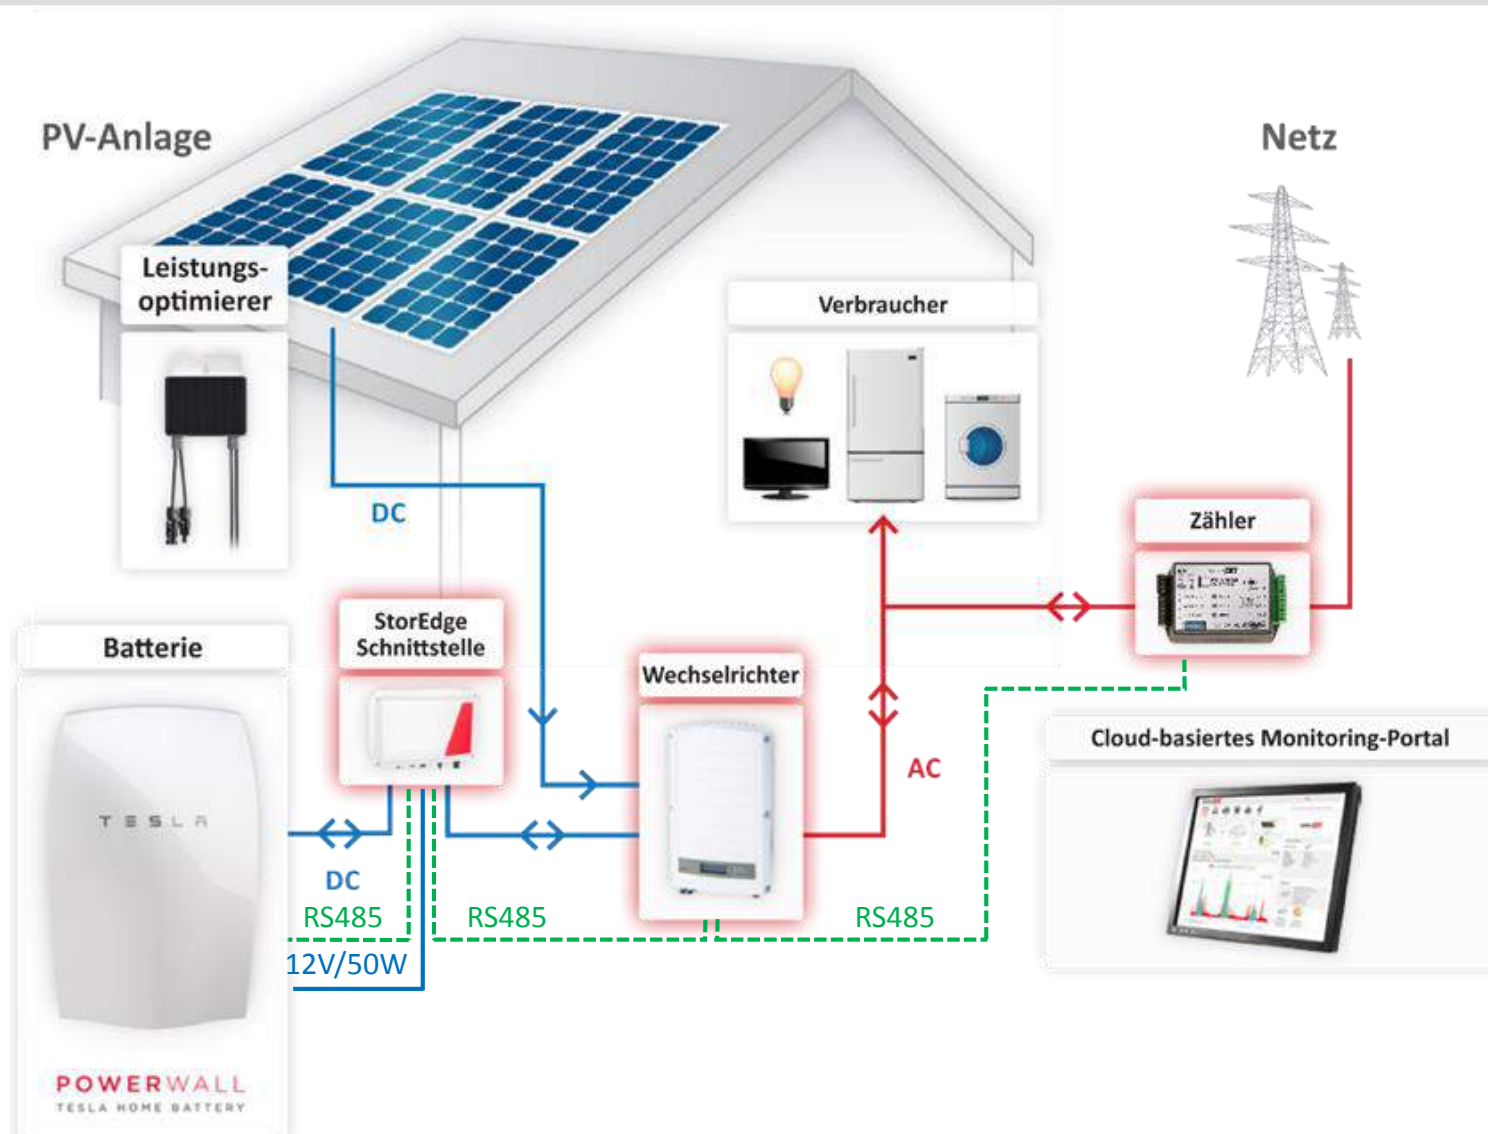 PV-Anlage
Netz
Leistungs-
optimierer
Verbraucher
DC
Zähler
StorEdge
Schnittstelle
Batterie
Wechselrichter
Cloud-basiertes Monitoring-Portal
AC
TESLA
DC
RS485
RS485
RS485
12V/50W
POWERWALL
TESLA HOME BATTERY